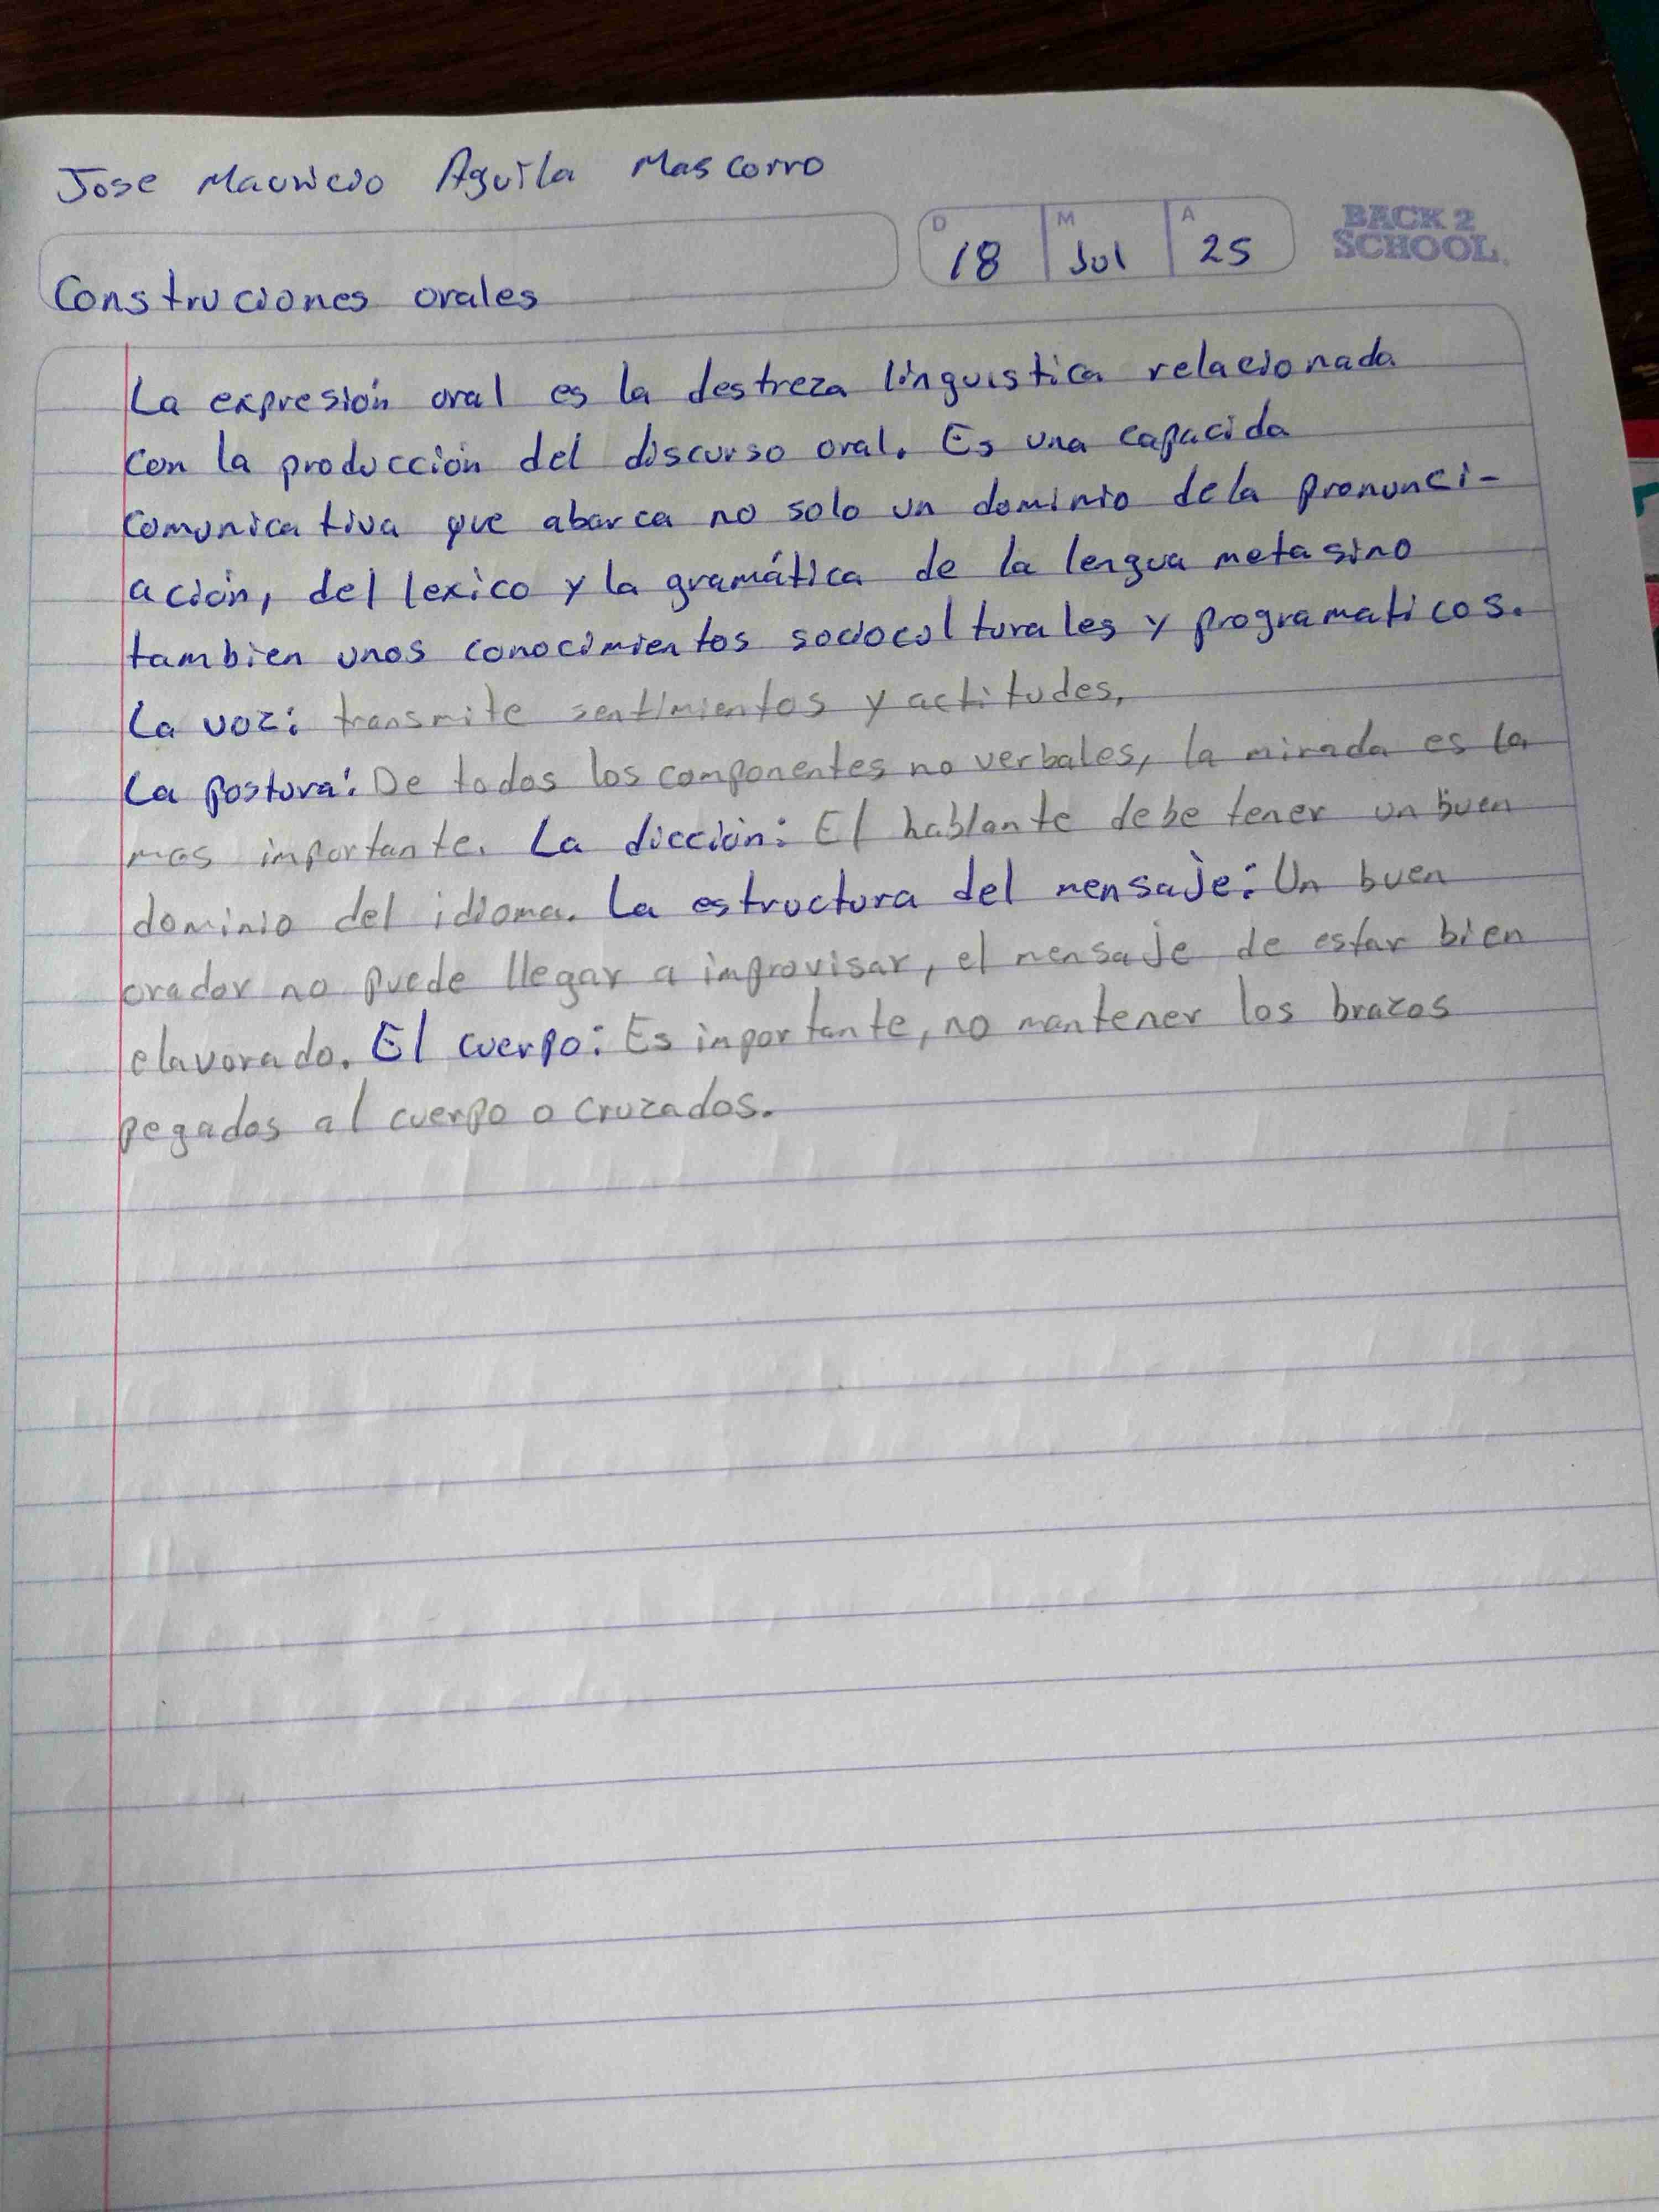 Jose Mauricio Aguila Mascorro
D 18 M Jul A 25
BACK 2
SCHOOL.
Construciones orales
La expresión oral es la destreza linguistica relacionada
con la producción del discurso oral. Es una capacida
comunicativa que abarca no solo un dominio dela pronunci-
ación, del lexico y la gramática de la lengua meta sino
tambien unos conocimientos socioculturales y programaticos.
La voz: transmite sentimientos y actitudes,
La postura: De todos los componentes no verbales, la mirada es la
mas importante. La dicción: El hablante debe tener un buen
dominio del idioma. La estructura del mensaje: Un buen
orador no puede llegar a improvisar, el mensaje de estar bien
elavorado. El cuerpo: Es importante, no mantener los brazos
pegados al cuerpo o cruzados.